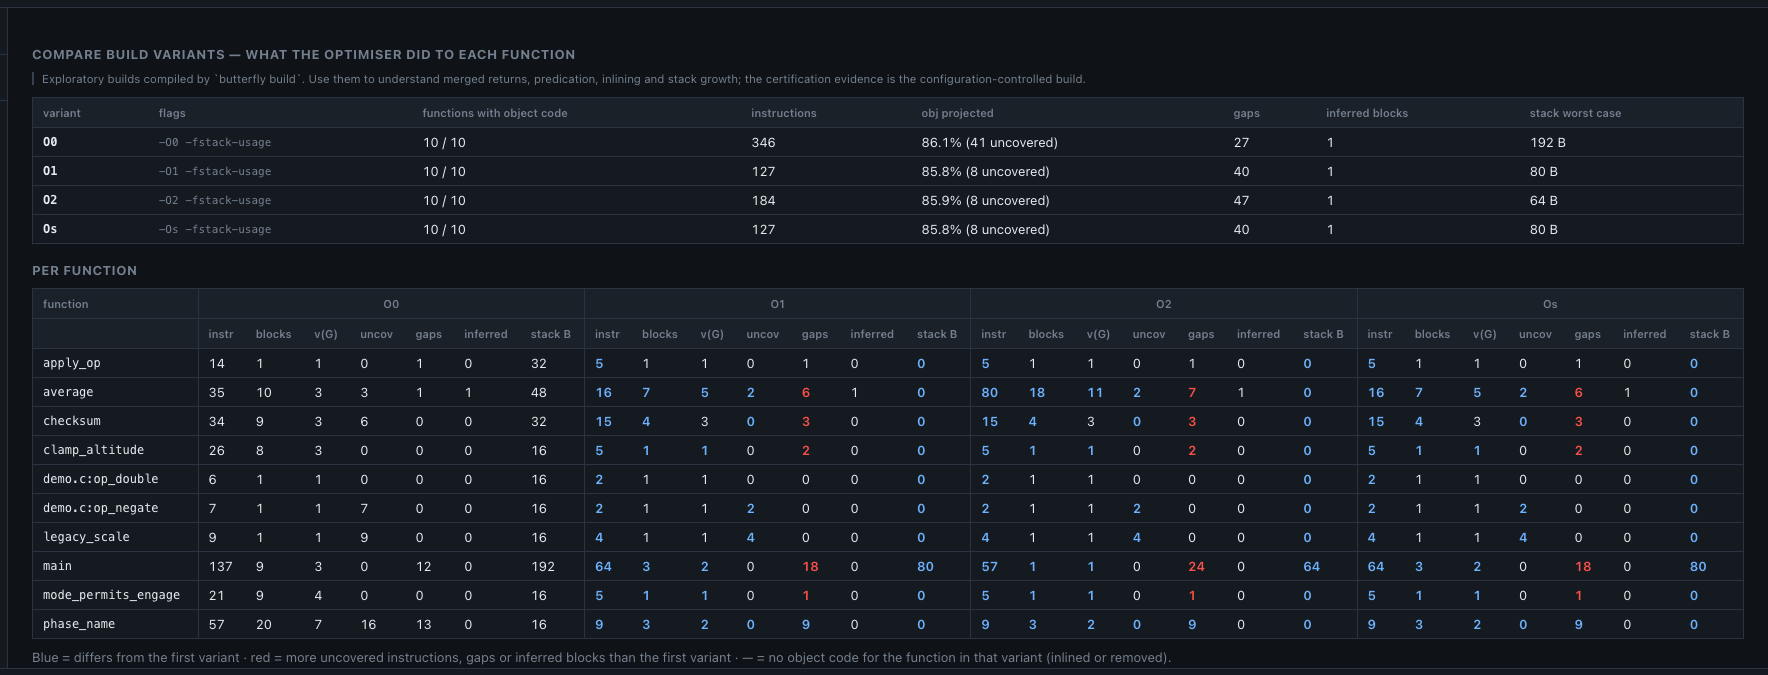 COMPARE BUILD VARIANTS — WHAT THE OPTIMISER DID TO EACH FUNCTION
Exploratory builds compiled by `butterfly build`. Use them to understand merged returns, predication, inlining and stack growth; the certification evidence is the configuration-controlled build.
variant flags functions with object code instructions obj projected gaps inferred blocks stack worst case
O0 -O0 -fstack-usage 10 / 10 346 86.1% (41 uncovered) 27 1 192 B
O1 -O1 -fstack-usage 10 / 10 127 85.8% (8 uncovered) 40 1 80 B
O2 -O2 -fstack-usage 10 / 10 184 85.9% (8 uncovered) 47 1 64 B
Os -Os -fstack-usage 10 / 10 127 85.8% (8 uncovered) 40 1 80 B
PER FUNCTION
function O0 O1 O2 Os
instr blocks v(G) uncov gaps inferred stack B instr blocks v(G) uncov gaps inferred stack B instr blocks v(G) uncov gaps inferred stack B instr blocks v(G) uncov gaps inferred stack B
apply_op 14 1 1 0 1 0 32 5 1 1 0 1 0 0 5 1 1 0 1 0 0 5 1 1 0 1 0 0
average 35 10 3 3 1 1 48 16 7 5 2 6 1 0 80 18 11 2 7 1 0 16 7 5 2 6 1 0
checksum 34 9 3 6 0 0 32 15 4 3 0 3 0 0 15 4 3 0 3 0 0 15 4 3 0 3 0 0
clamp_altitude 26 8 3 0 0 0 16 5 1 1 0 2 0 0 5 1 1 0 2 0 0 5 1 1 0 2 0 0
demo.c:op_double 6 1 1 0 0 0 16 2 1 1 0 0 0 0 2 1 1 0 0 0 0 2 1 1 0 0 0 0
demo.c:op_negate 7 1 1 7 0 0 16 2 1 1 2 0 0 0 2 1 1 2 0 0 0 2 1 1 2 0 0 0
legacy_scale 9 1 1 9 0 0 16 4 1 1 4 0 0 0 4 1 1 4 0 0 0 4 1 1 4 0 0 0
main 137 9 3 0 12 0 192 64 3 2 0 18 0 80 57 1 1 0 24 0 64 64 3 2 0 18 0 80
mode_permits_engage 21 9 4 0 0 0 16 5 1 1 0 1 0 0 5 1 1 0 1 0 0 5 1 1 0 1 0 0
phase_name 57 20 7 16 13 0 16 9 3 2 0 9 0 0 9 3 2 0 9 0 0 9 3 2 0 9 0 0
Blue = differs from the first variant · red = more uncovered instructions, gaps or inferred blocks than the first variant · — = no object code for the function in that variant (inlined or removed).